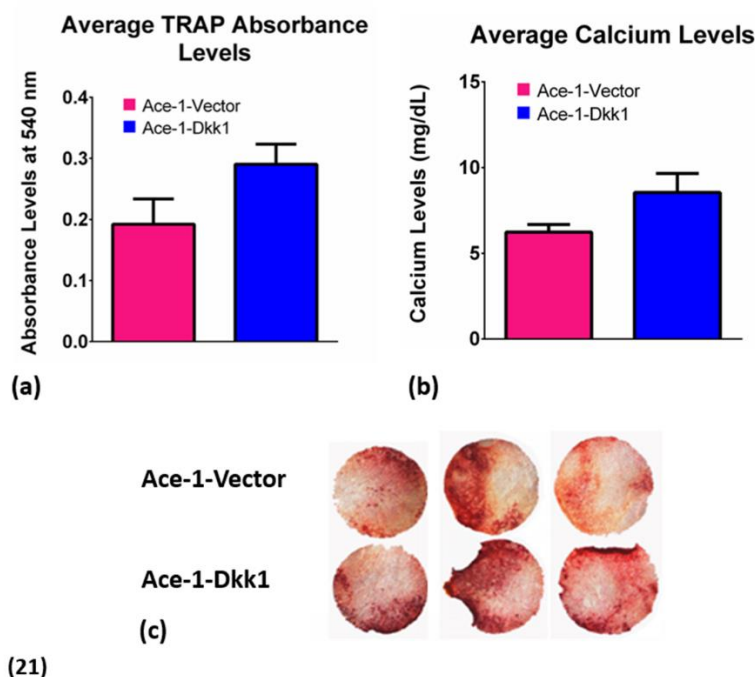 Average TRAP Absorbance
Levels
Ace-1-Vector
Ace-1-Dkk1
Absorbance Levels at 540 nm
0.4
0.3
0.2
0.1
0.0
(a)
Average Calcium Levels
Ace-1-Vector
Ace-1-Dkk1
Calcium Levels (mg/dL)
15
10
5
0
(b)
Ace-1-Vector
Ace-1-Dkk1
(c)
(21)